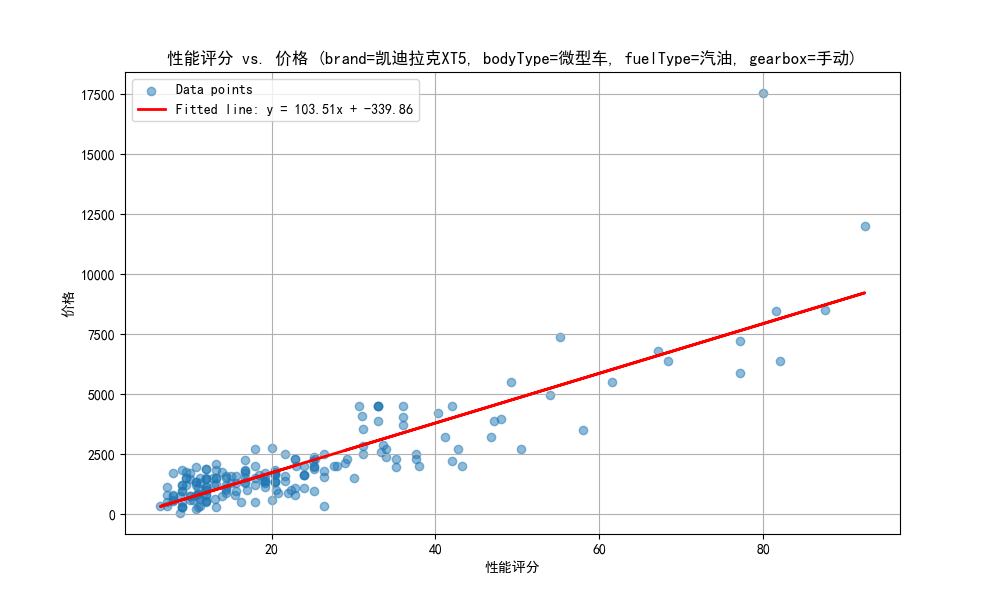 性能评分 vs. 价格 (brand=凯迪拉克XT5, bodyType=微型车, fuelType=汽油, gearbox=手动)
Data points
Fitted line: y = 103.51x + -339.86
17500
15000
12500
10000
7500
5000
2500
0
价格
20 40 60 80
性能评分